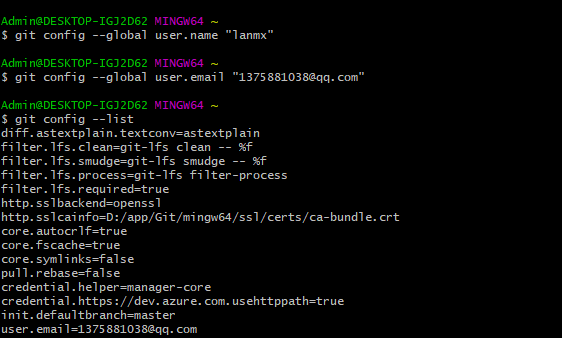 Admin@DESKTOP-IGJ2D62 MINGW64 ~
$ git config --global user.name "lanmx"
Admin@DESKTOP-IGJ2D62 MINGW64 ~
$ git config --global user.email "1375881038@qq.com"
Admin@DESKTOP-IGJ2D62 MINGW64 ~
$ git config --list
diff.astextplain.textconv=astextplain
filter.lfs.clean=git-lfs clean -- %f
filter.lfs.smudge=git-lfs smudge -- %f
filter.lfs.process=git-lfs filter-process
filter.lfs.required=true
http.sslbackend=openssl
http.sslcainfo=D:/app/Git/mingw64/ssl/certs/ca-bundle.crt
core.autocrlf=true
core.fscache=true
core.symlinks=false
pull.rebase=false
credential.helper=manager-core
credential.https://dev.azure.com.usehttppath=true
init.defaultbranch=master
user.email=1375881038@qq.com